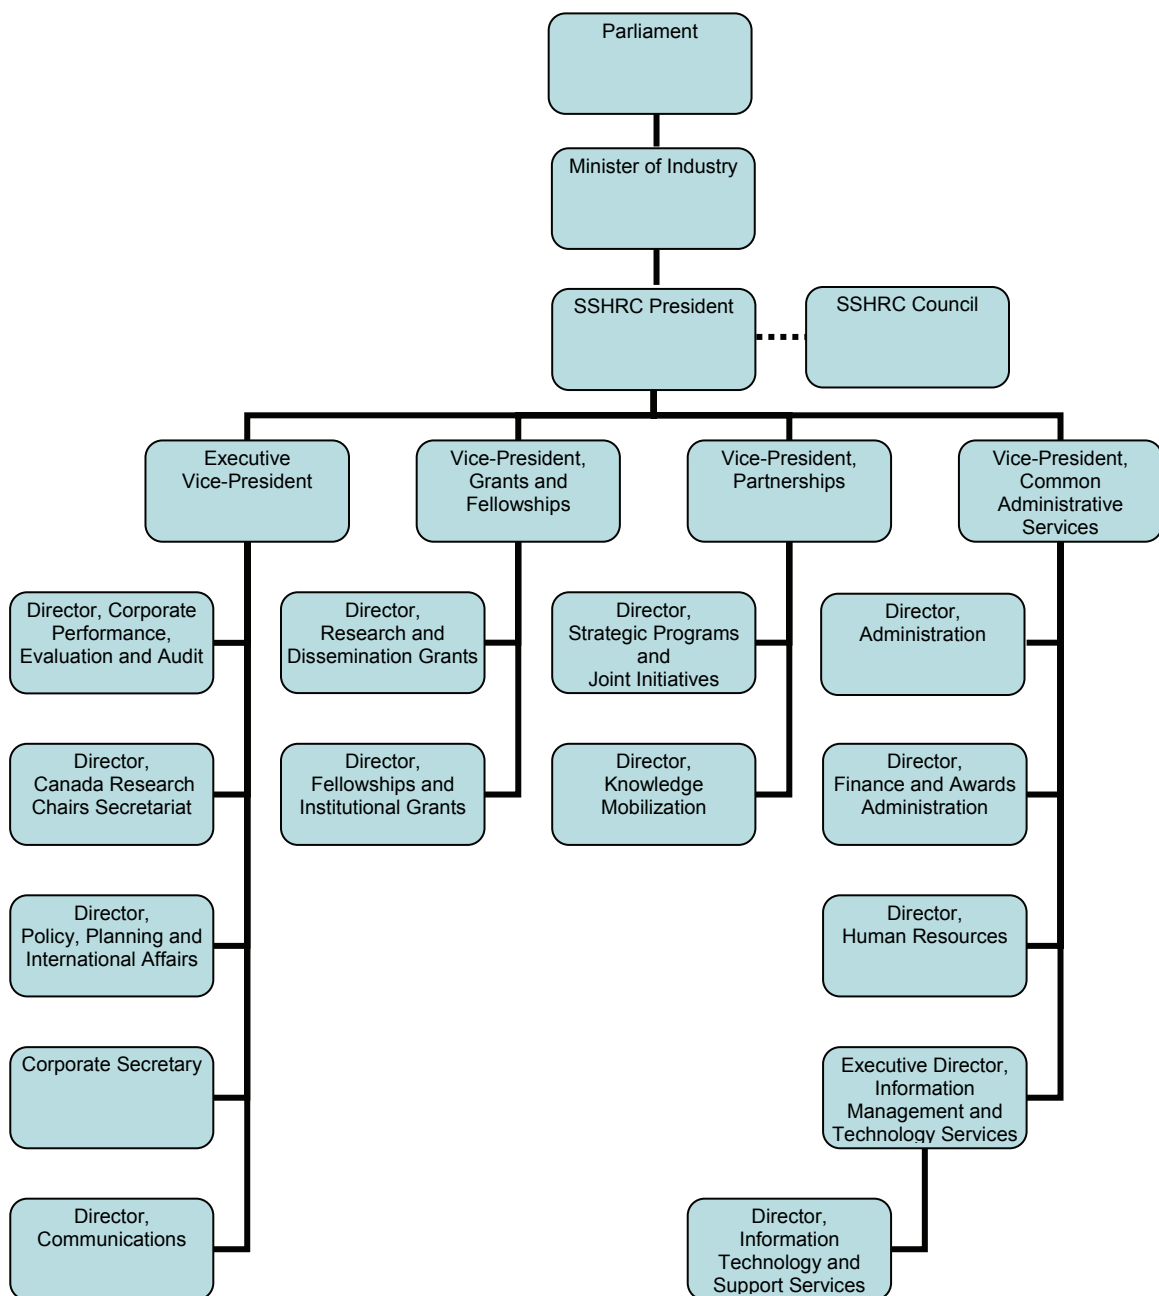 Parliament
Minister of Industry
SSHRC President
SSHRC Council
Executive
Vice-President
Vice-President,
Grants and
Fellowships
Vice-President,
Partnerships
Vice-President,
Common
Administrative
Services
Director, Corporate
Performance,
Evaluation and Audit
Director,
Research and
Dissemination Grants
Director,
Strategic Programs
and
Joint Initiatives
Director,
Administration
Director,
Canada Research
Chairs Secretariat
Director,
Fellowships and
Institutional Grants
Director,
Knowledge
Mobilization
Director,
Finance and Awards
Administration
Director,
Policy, Planning and
International Affairs
Director,
Human Resources
Corporate Secretary
Executive Director,
Information
Management and
Technology Services
Director,
Communications
Director,
Information
Technology and
Support Services